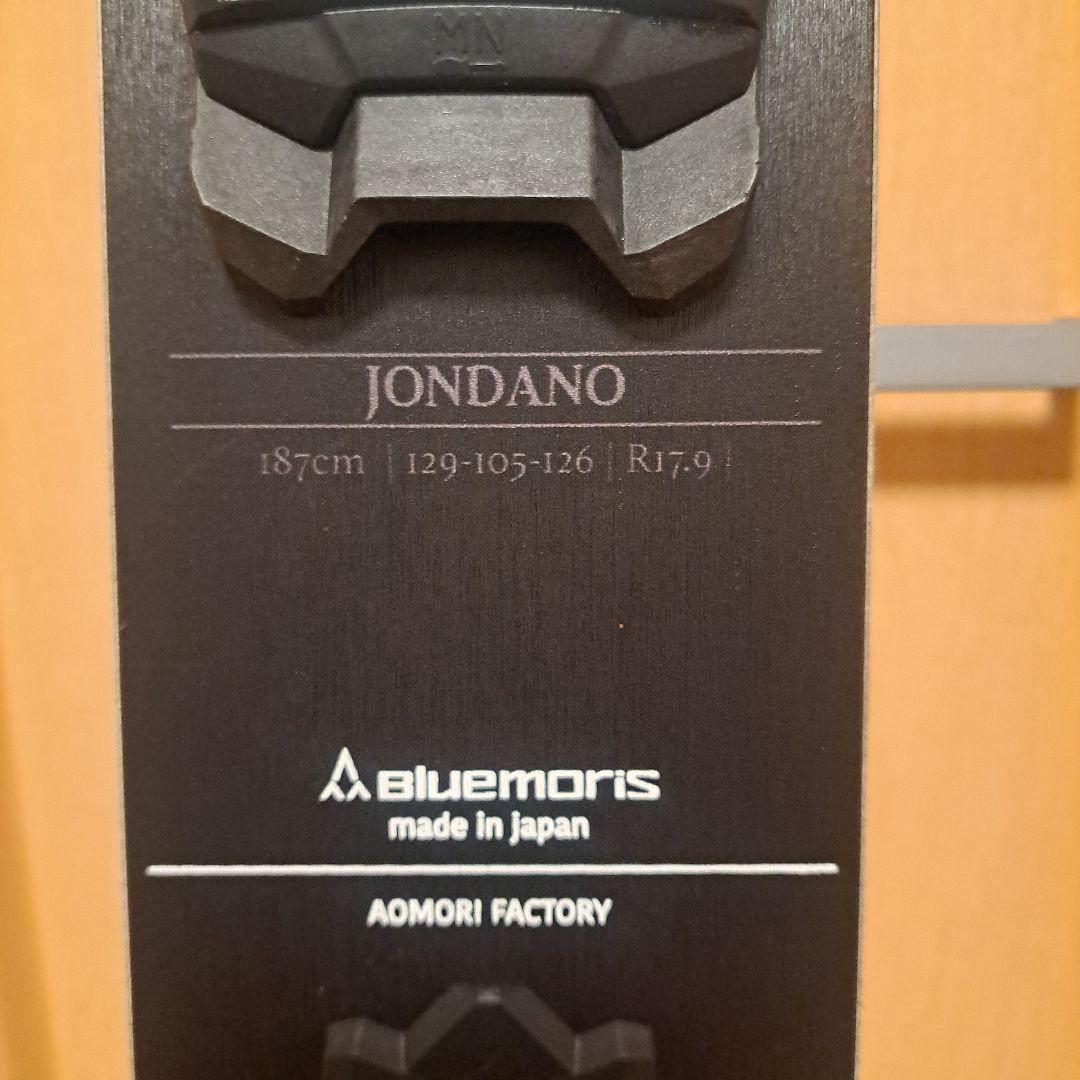 JONDANO
187cm | 129-105-126 | R17.9 |
Bluemoris
made in japan
AOMORI FACTORY